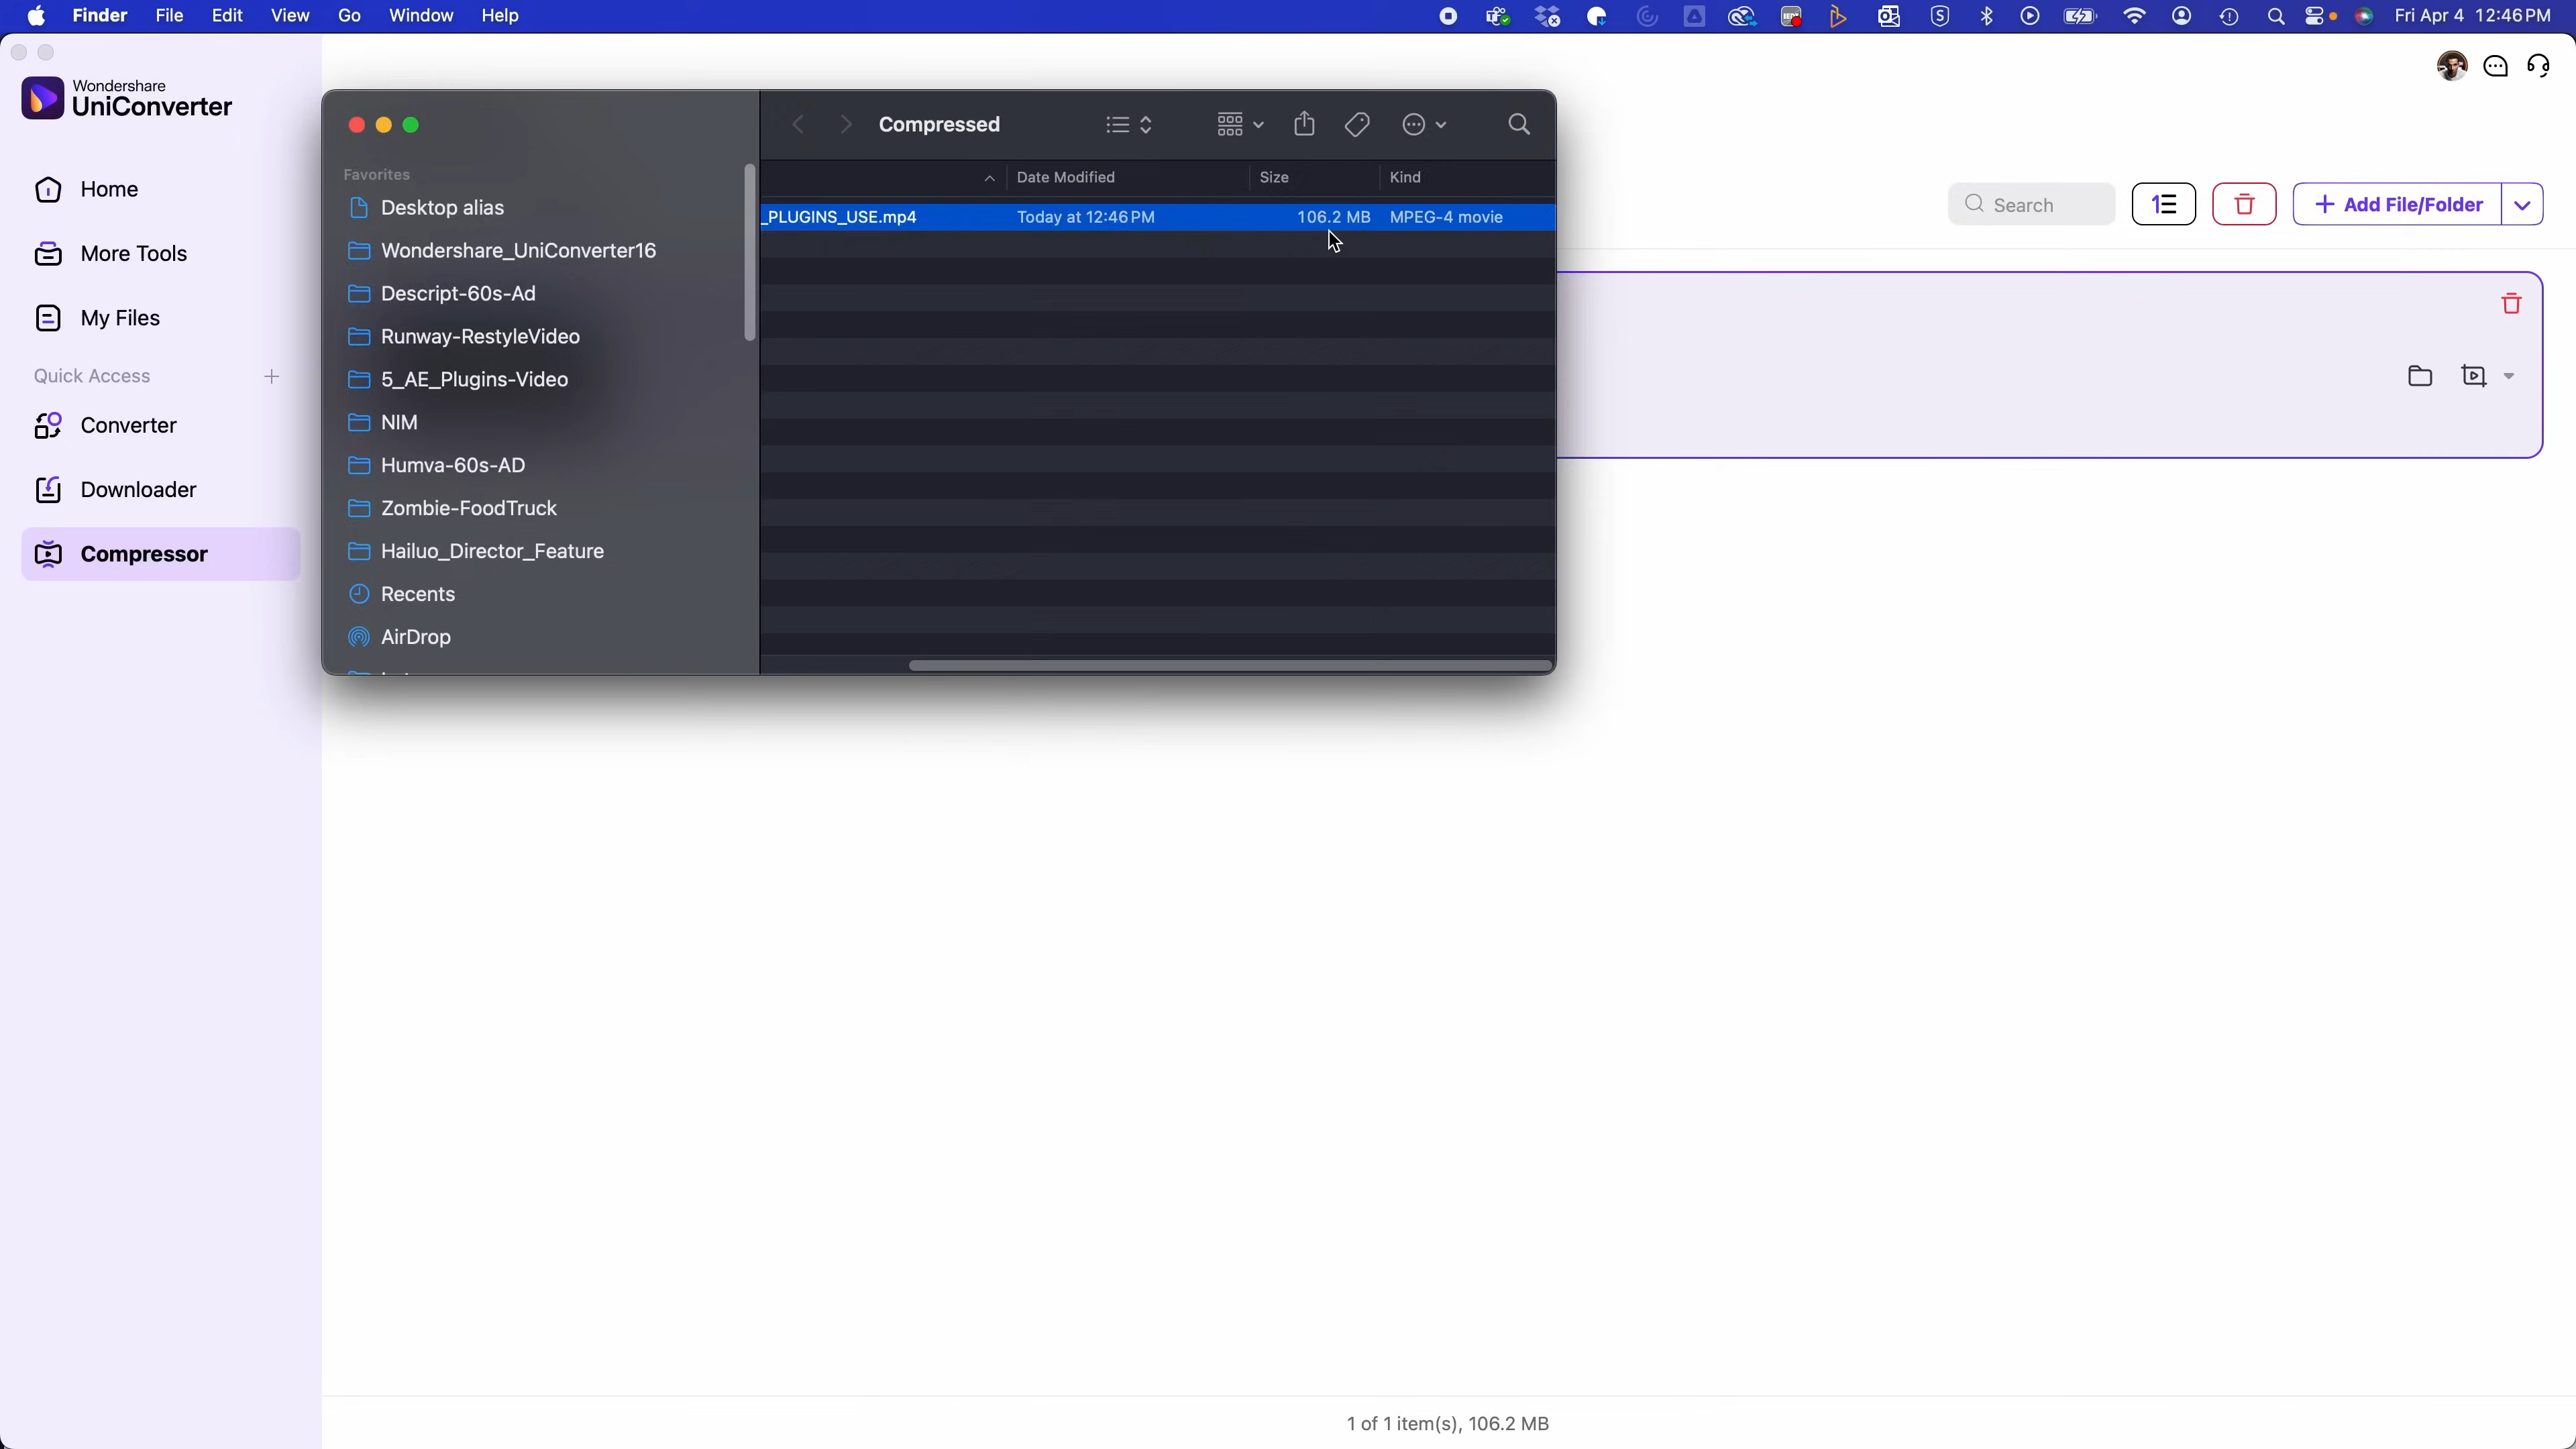 Finder File Edit View Go Window Help
Fri Apr 4 12:46 PM
Wondershare
UniConverter
Home
More Tools
My Files
Quick Access
Converter
Downloader
Compressor
Favorites
Desktop alias
Wondershare_UniConverter16
Descript-60s-Ad
Runway-RestyleVideo
5_AE_Plugins-Video
NIM
Humva-60s-AD
Zombie-FoodTruck
Hailuo_Director_Feature
Recents
AirDrop
Compressed
Date Modified Size Kind
_PLUGINS_USE.mp4 Today at 12:46 PM 106.2 MB MPEG-4 movie
Search
Add File/Folder
1 of 1 item(s), 106.2 MB